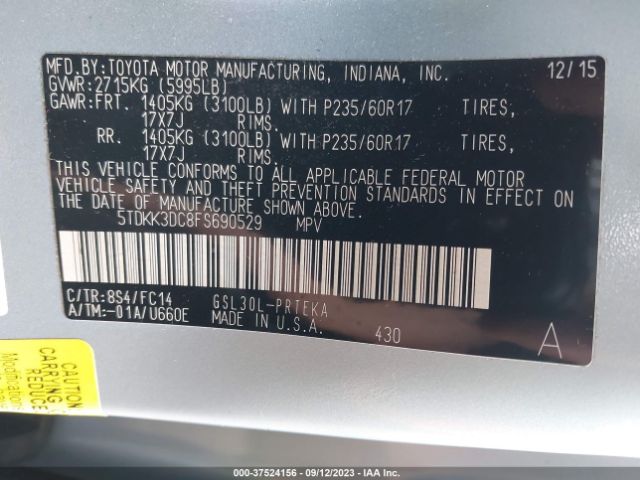 MFD.BY:TOYOTA MOTOR MANUFACTURING, INDIANA, INC. 12/15
GVWR:2715KG (5995LB)
GAWR:FRT. 1405KG (3100LB) WITH P235/60R17 TIRES,
17X7J RIMS.
RR. 1405KG (3100LB) WITH P235/60R17 TIRES,
17X7J RIMS.
THIS VEHICLE CONFORMS TO ALL APPLICABLE FEDERAL MOTOR
VEHICLE SAFETY AND THEFT PREVENTION STANDARDS IN EFFECT ON
THE DATE OF MANUFACTURE SHOWN ABOVE.
5TDKK3DC8FS690529 MPV
C/TR:8S4/FC14 GSL30L-PRTEKA
A/TM:-01A/U660E MADE IN U.S.A. 430 A
CAUTION
CARRYING
REDUCE
Modification
000-37524156 - 09/12/2023 - IAA Inc.